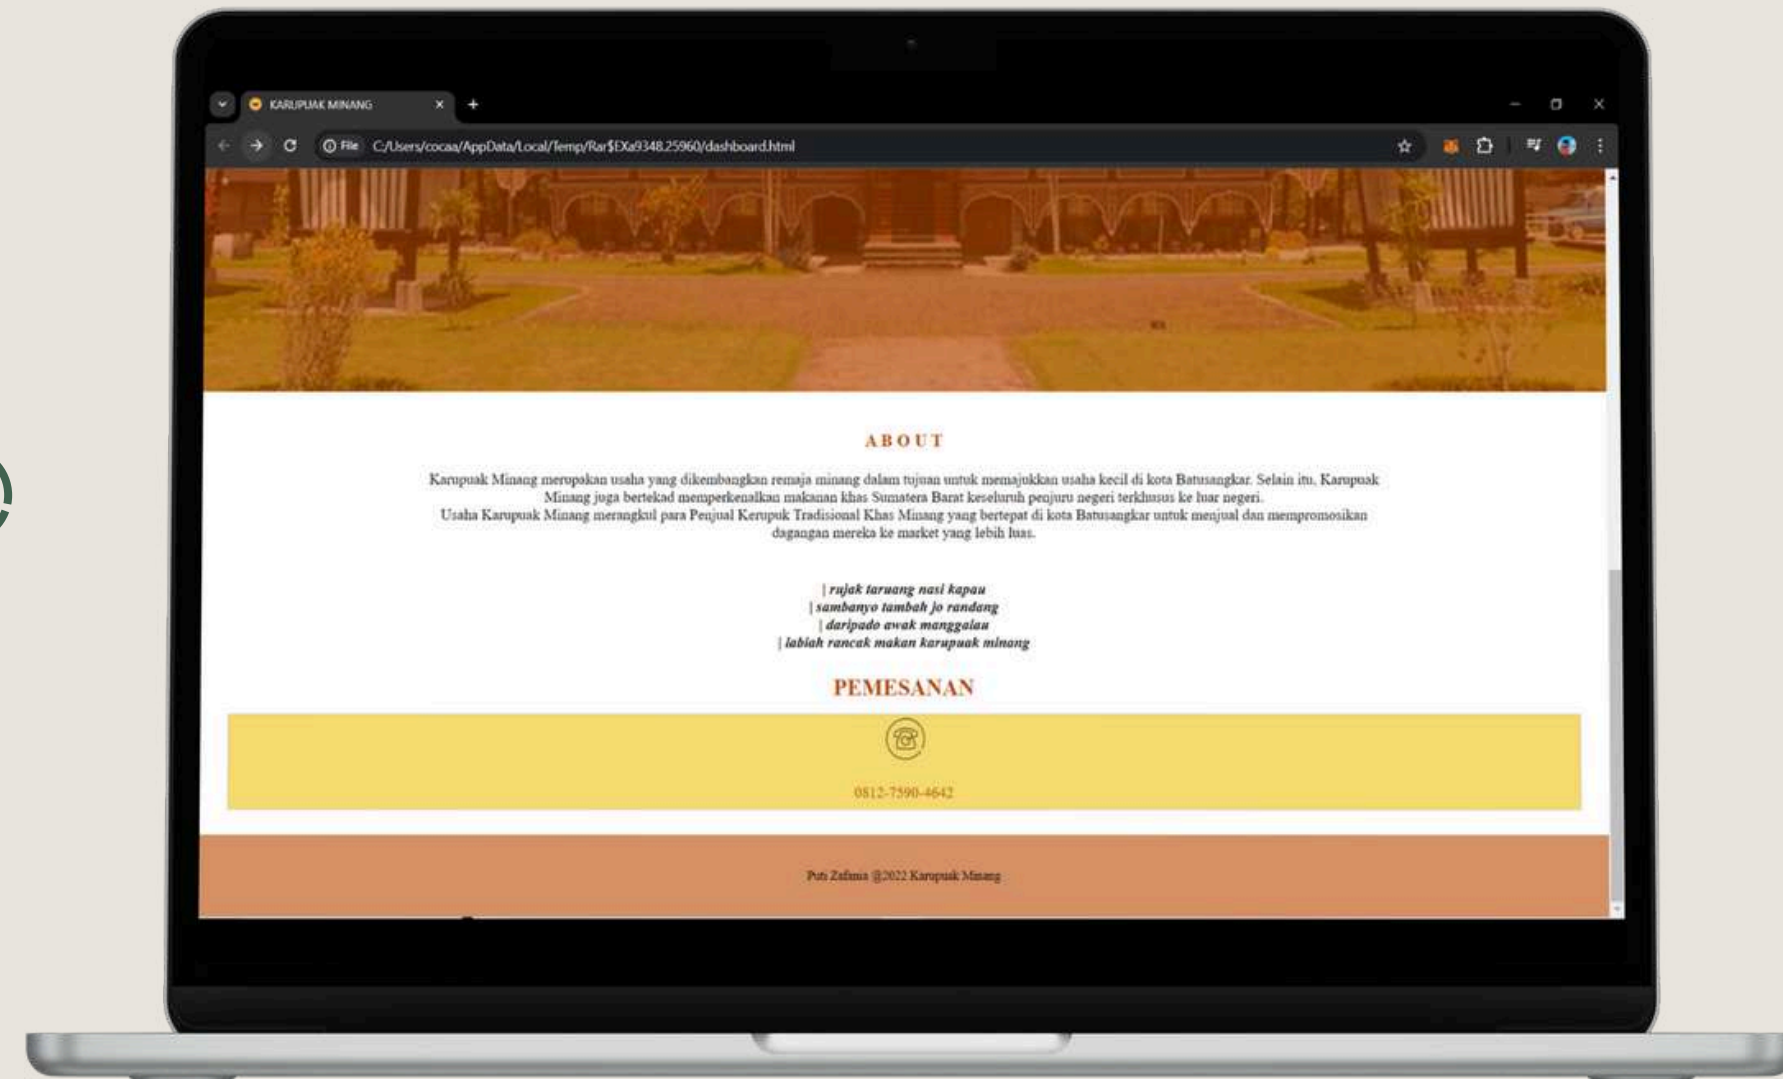 KARUPUAK MINANG
File C:/Users/cocaa/AppData/Local/Temp/Rar$EXa9348.25960/dashboard.html
ABOUT
Karupuak Minang merupakan usaha yang dikembangkan remaja minang dalam tujuan untuk memajukkan usaha kecil di kota Batusangkar. Selain itu, Karupuak
Minang juga bertekad memperkenalkan makanan khas Sumatera Barat keseluruh penjuru negeri terkhusus ke luar negeri.
Usaha Karupuak Minang merangkul para Penjual Kerupuk Tradisional Khas Minang yang bertepat di kota Batusangkar untuk menjual dan mempromosikan
dagangan mereka ke market yang lebih luas.
| rujak taruang nasi kapau
| sambanyo tambah jo randang
| daripado awak manggalau
| labiah rancak makan karupuak minang
PEMESANAN
0812-7590-4642
Puti Zafania @2022 Karupuak Minang